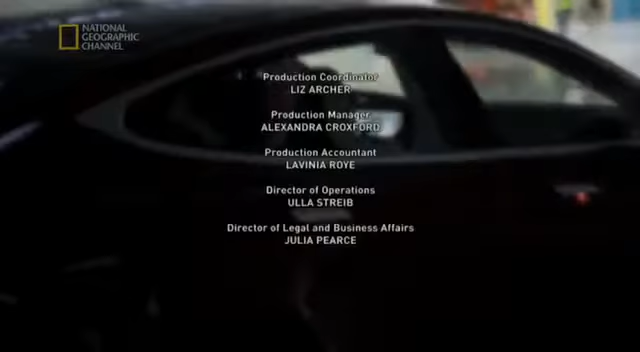 NATIONAL
GEOGRAPHIC
CHANNEL
Production Coordinator
LIZ ARCHER
Production Manager
ALEXANDRA CROXFORD
Production Accountant
LAVINIA ROYE
Director of Operations
ULLA STREIB
Director of Legal and Business Affairs
JULIA PEARCE